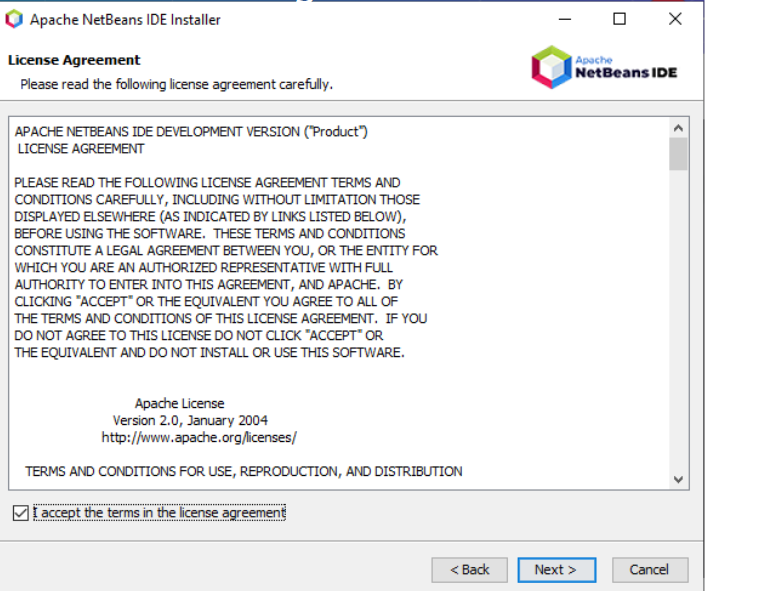 Apache NetBeans IDE Installer
License Agreement
Please read the following license agreement carefully.
Apache
NetBeans IDE
APACHE NETBEANS IDE DEVELOPMENT VERSION ("Product")
LICENSE AGREEMENT
PLEASE READ THE FOLLOWING LICENSE AGREEMENT TERMS AND
CONDITIONS CAREFULLY, INCLUDING WITHOUT LIMITATION THOSE
DISPLAYED ELSEWHERE (AS INDICATED BY LINKS LISTED BELOW),
BEFORE USING THE SOFTWARE.  THESE TERMS AND CONDITIONS
CONSTITUTE A LEGAL AGREEMENT BETWEEN YOU, OR THE ENTITY FOR
WHICH YOU ARE AN AUTHORIZED REPRESENTATIVE WITH FULL
AUTHORITY TO ENTER INTO THIS AGREEMENT, AND APACHE.  BY
CLICKING "ACCEPT" OR THE EQUIVALENT YOU AGREE TO ALL OF
THE TERMS AND CONDITIONS OF THIS LICENSE AGREEMENT.  IF YOU
DO NOT AGREE TO THIS LICENSE DO NOT CLICK "ACCEPT" OR
THE EQUIVALENT AND DO NOT INSTALL OR USE THIS SOFTWARE.
Apache License
Version 2.0, January 2004
http://www.apache.org/licenses/
TERMS AND CONDITIONS FOR USE, REPRODUCTION, AND DISTRIBUTION
I accept the terms in the license agreement
< Back
Next >
Cancel